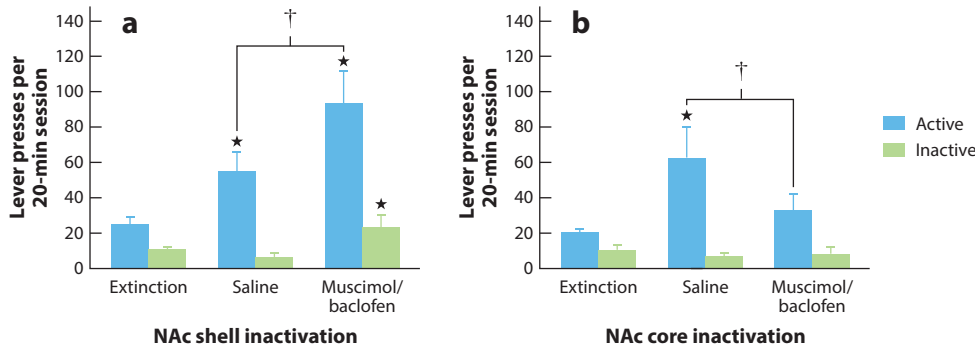 a
Lever presses per
20-min session
140
120
100
80
60
40
20
0
†
★
★
★
Extinction
Saline
Muscimol/
baclofen
NAc shell inactivation
b
Lever presses per
20-min session
140
120
100
80
60
40
20
0
†
★
Extinction
Saline
Muscimol/
baclofen
NAc core inactivation
Active
Inactive